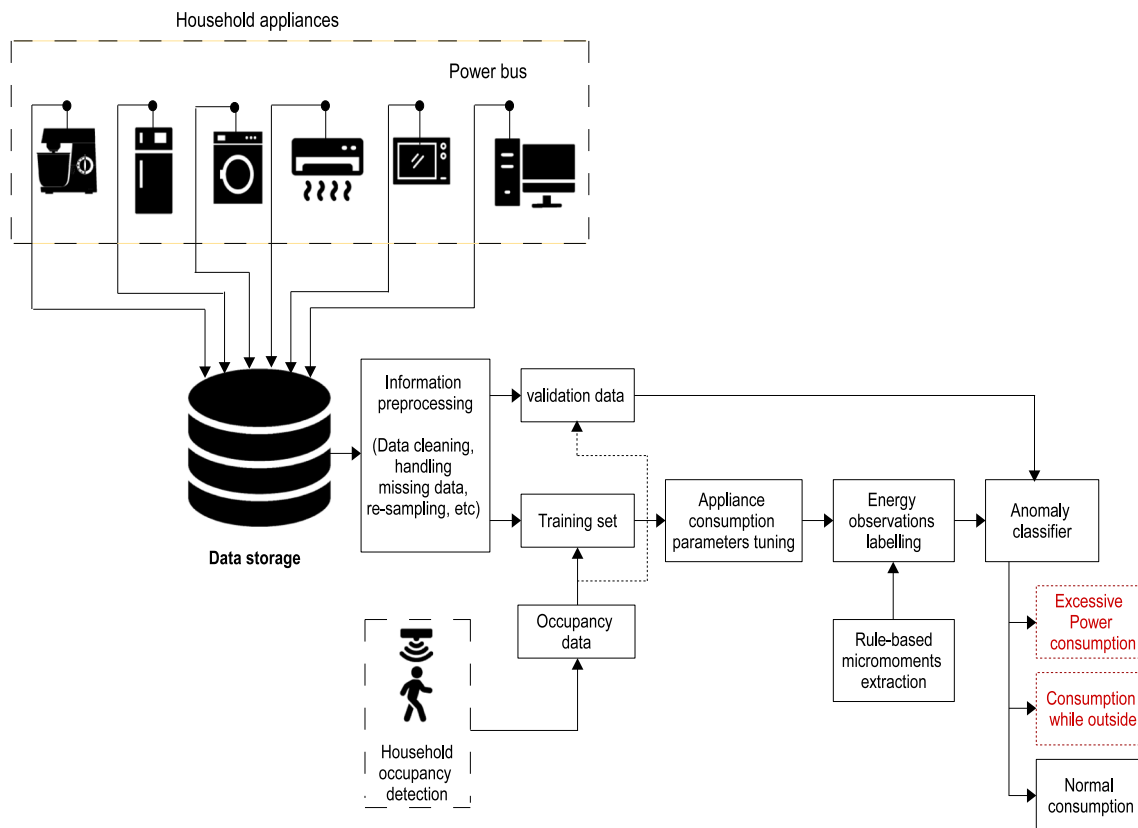 Household appliances
Power bus
Information
preprocessing
(Data cleaning,
handling
missing data,
re-sampling, etc)
validation data
Training set
Appliance
consumption
parameters tuning
Energy
observations
labelling
Anomaly
classifier
Data storage
Occupancy
data
Rule-based
micromoments
extraction
Excessive
Power
consumption
Consumption
while outside
Normal
consumption
Household
occupancy
detection